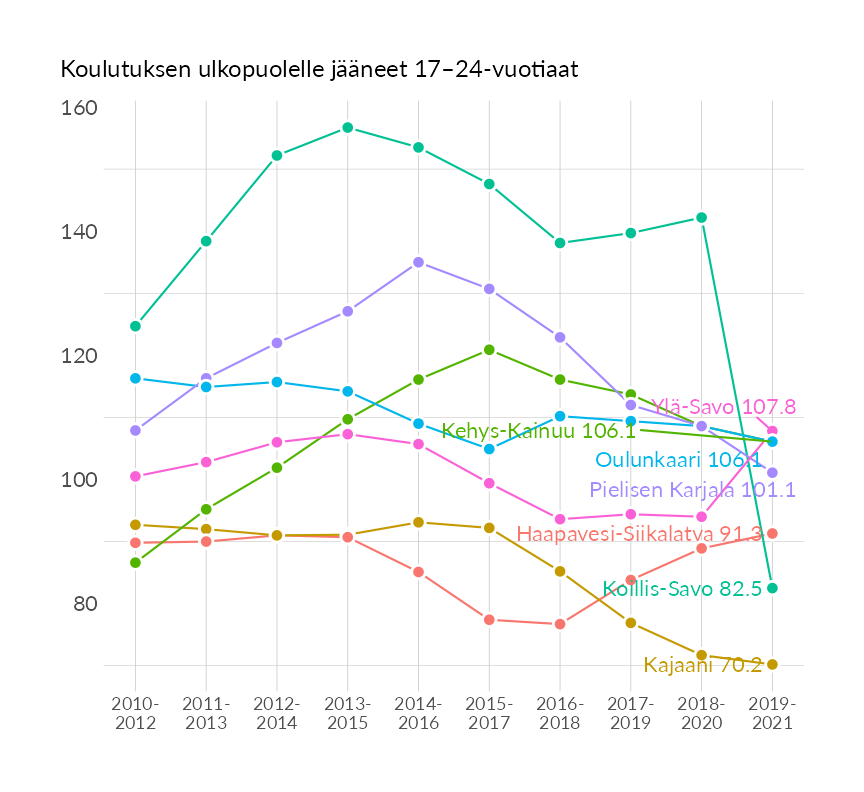 Koulutuksen ulkopuolelle jääneet 17–24-vuotiaat
160
140
120
100
80
Ylä-Savo 107.8
Kehys-Kainuu 106.1
Oulunkaari 106.1
Pielisen Karjala 101.1
Haapavesi-Siikalatva 91.3
Koillis-Savo 82.5
Kajaani 70.2
2010- 2011- 2012- 2013- 2014- 2015- 2016- 2017- 2018- 2019-
2012 2013 2014 2015 2016 2017 2018 2019 2020 2021